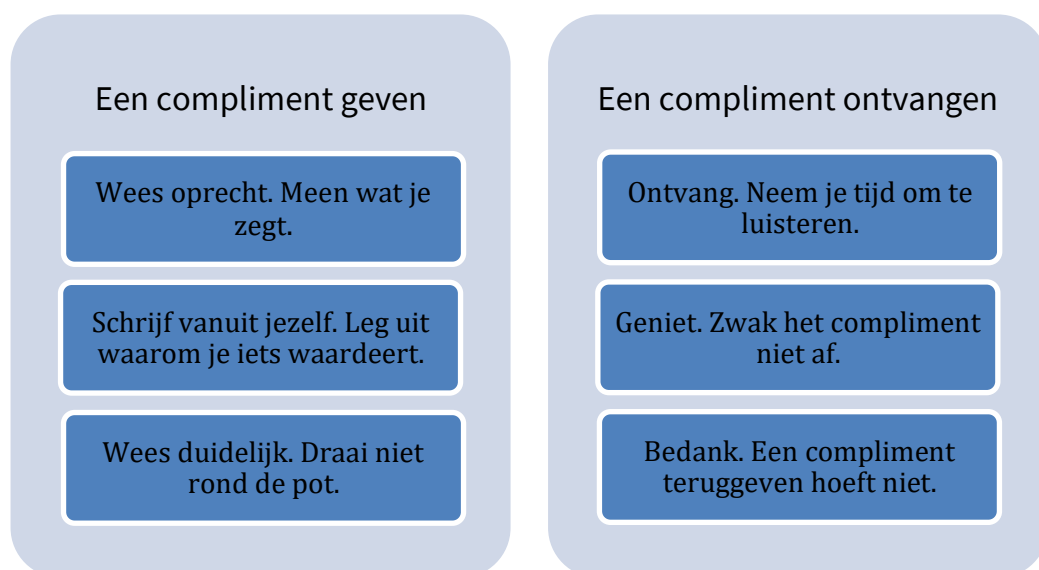 Een compliment geven
Wees oprecht. Meen wat je
zegt.
Schrijf vanuit jezelf. Leg uit
waarom je iets waardeert.
Wees duidelijk. Draai niet
rond de pot.
Een compliment ontvangen
Ontvang. Neem je tijd om te
luisteren.
Geniet. Zwak het compliment
niet af.
Bedank. Een compliment
teruggeven hoeft niet.